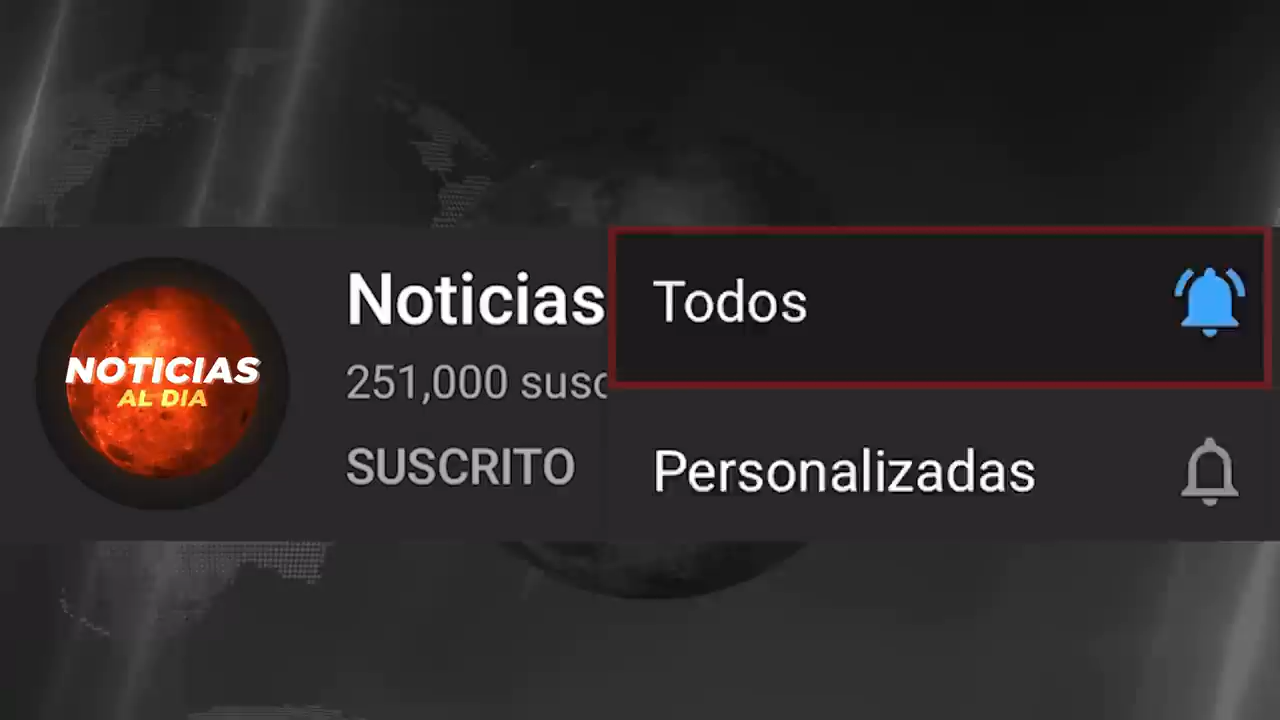 NOTICIAS
AL DIA
Noticias
251,000 susc
SUSCRITO
Todos
Personalizadas